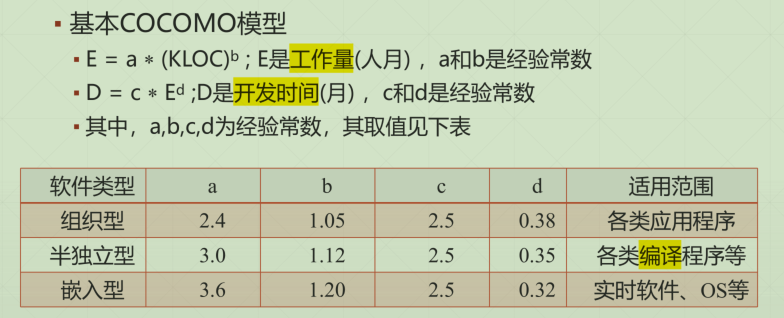 基本COCOMO模型
E = a * (KLOC)ᵇ ; E是工作量(人月) ，a和b是经验常数
D = c * Eᵈ ;D是开发时间(月) ，c和d是经验常数
其中，a,b,c,d为经验常数，其取值见下表
软件类型 a b c d 适用范围
组织型 2.4 1.05 2.5 0.38 各类应用程序
半独立型 3.0 1.12 2.5 0.35 各类编译程序等
嵌入型 3.6 1.20 2.5 0.32 实时软件、OS等